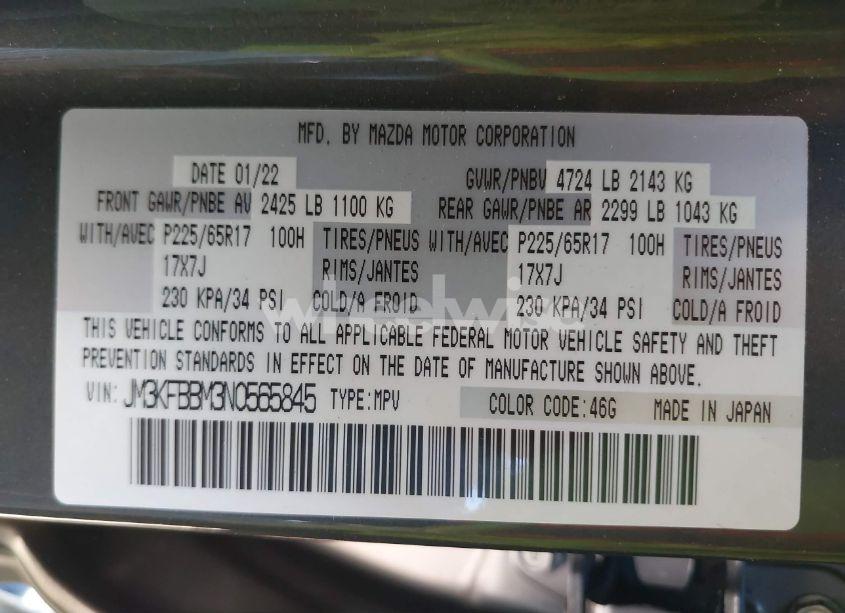 MFD. BY MAZDA MOTOR CORPORATION
DATE 01/22 GVWR/PNBV 4724 LB 2143 KG
FRONT GAWR/PNBE AV 2425 LB 1100 KG REAR GAWR/PNBE AR 2299 LB 1043 KG
WITH/AVEC P225/65R17 100H TIRES/PNEUS WITH/AVEC P225/65R17 100H TIRES/PNEUS
17X7J RIMS/JANTES 17X7J RIMS/JANTES
230 KPA/34 PSI COLD/A FROID 230 KPA/34 PSI COLD/A FROID
wheelwise
THIS VEHICLE CONFORMS TO ALL APPLICABLE FEDERAL MOTOR VEHICLE SAFETY AND THEFT
PREVENTION STANDARDS IN EFFECT ON THE DATE OF MANUFACTURE SHOWN ABOVE.
VIN: JM3KFBBM3N0565845 TYPE:MPV COLOR CODE:46G MADE IN JAPAN